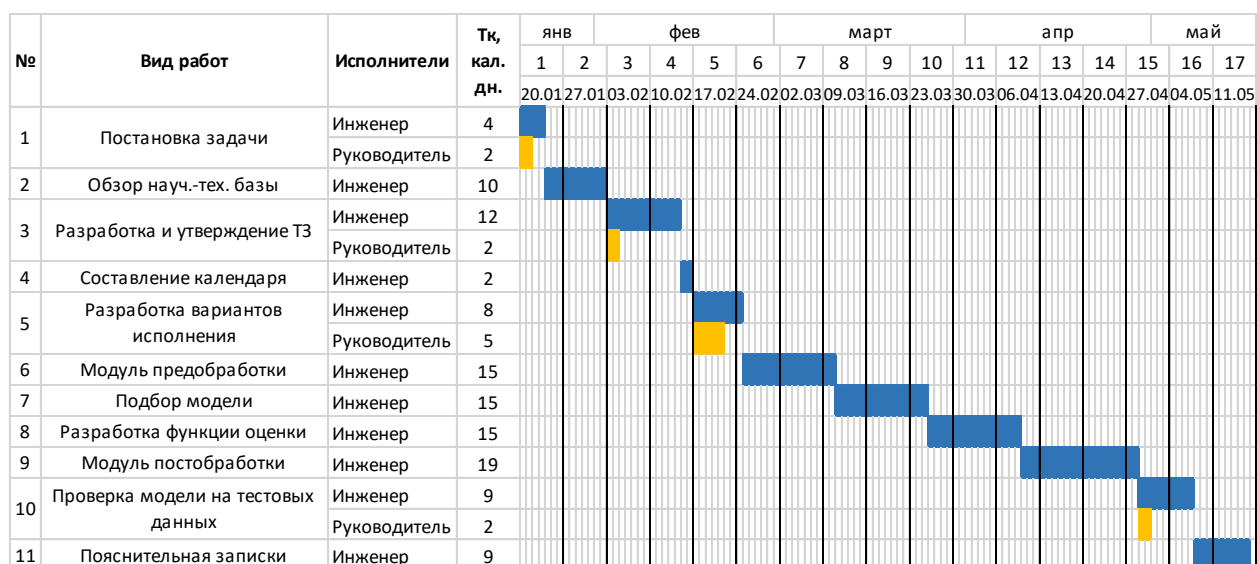 № Вид работ Исполнители Тк, кал. дн. янв фев март апр май
1 2 3 4 5 6 7 8 9 10 11 12 13 14 15 16 17
20.01 27.01 03.02 10.02 17.02 24.02 02.03 09.03 16.03 23.03 30.03 06.04 13.04 20.04 27.04 04.05 11.05
1 Постановка задачи Инженер 4
Руководитель 2
2 Обзор науч.-тех. базы Инженер 10
3 Разработка и утверждение ТЗ Инженер 12
Руководитель 2
4 Составление календаря Инженер 2
5 Разработка вариантов исполнения Инженер 8
Руководитель 5
6 Модуль предобработки Инженер 15
7 Подбор модели Инженер 15
8 Разработка функции оценки Инженер 15
9 Модуль постобработки Инженер 19
10 Проверка модели на тестовых данных Инженер 9
Руководитель 2
11 Пояснительная записки Инженер 9